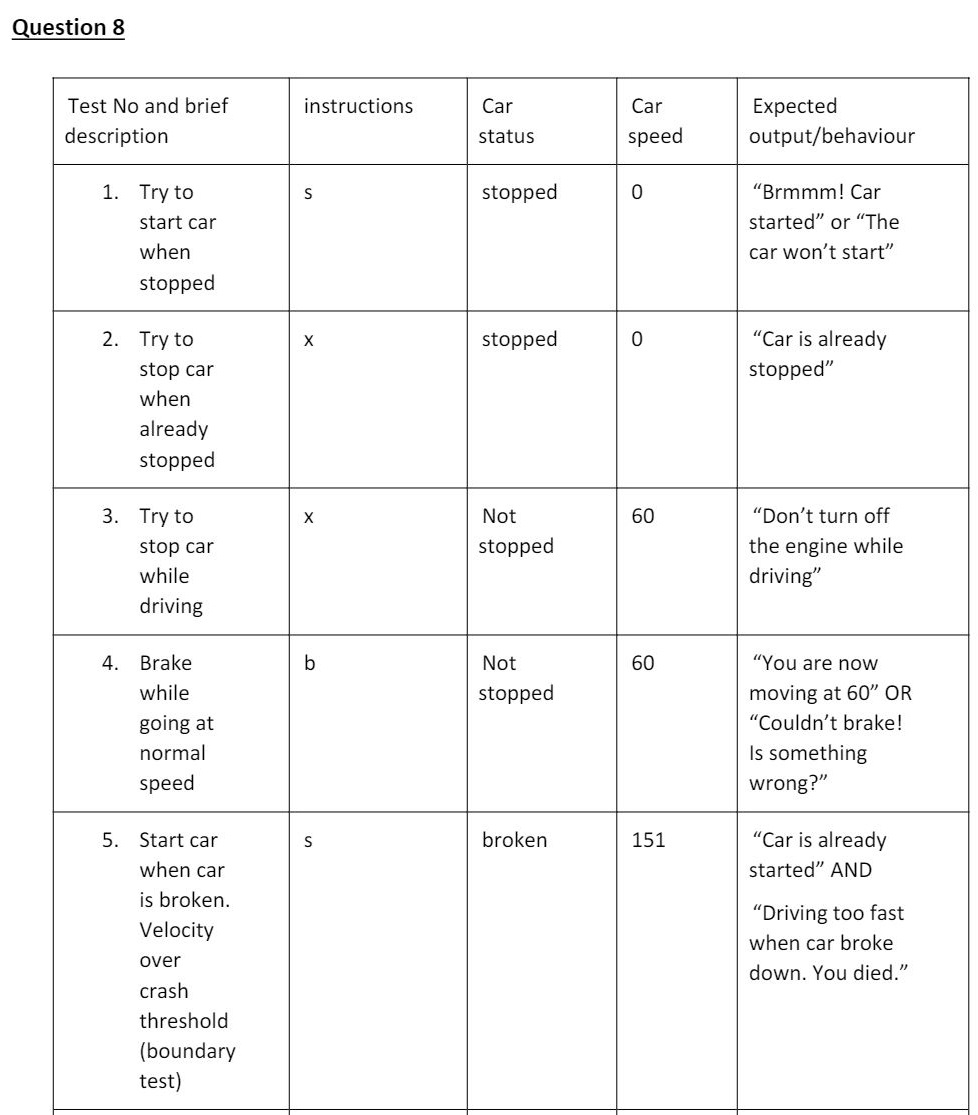 Question 8
Test No and brief
description
instructions
Car
status
Car
speed
Expected
output/behaviour
1. Try to
start car
when
stopped
s
stopped
0
“Brmmm! Car
started” or “The
car won’t start”
2. Try to
stop car
when
already
stopped
x
stopped
0
“Car is already
stopped”
3. Try to
stop car
while
driving
x
Not
stopped
60
“Don’t turn off
the engine while
driving”
4. Brake
while
going at
normal
speed
b
Not
stopped
60
“You are now
moving at 60” OR
“Couldn’t brake!
Is something
wrong?”
5. Start car
when car
is broken.
Velocity
over
crash
threshold
(boundary
test)
s
broken
151
“Car is already
started” AND
“Driving too fast
when car broke
down. You died.”